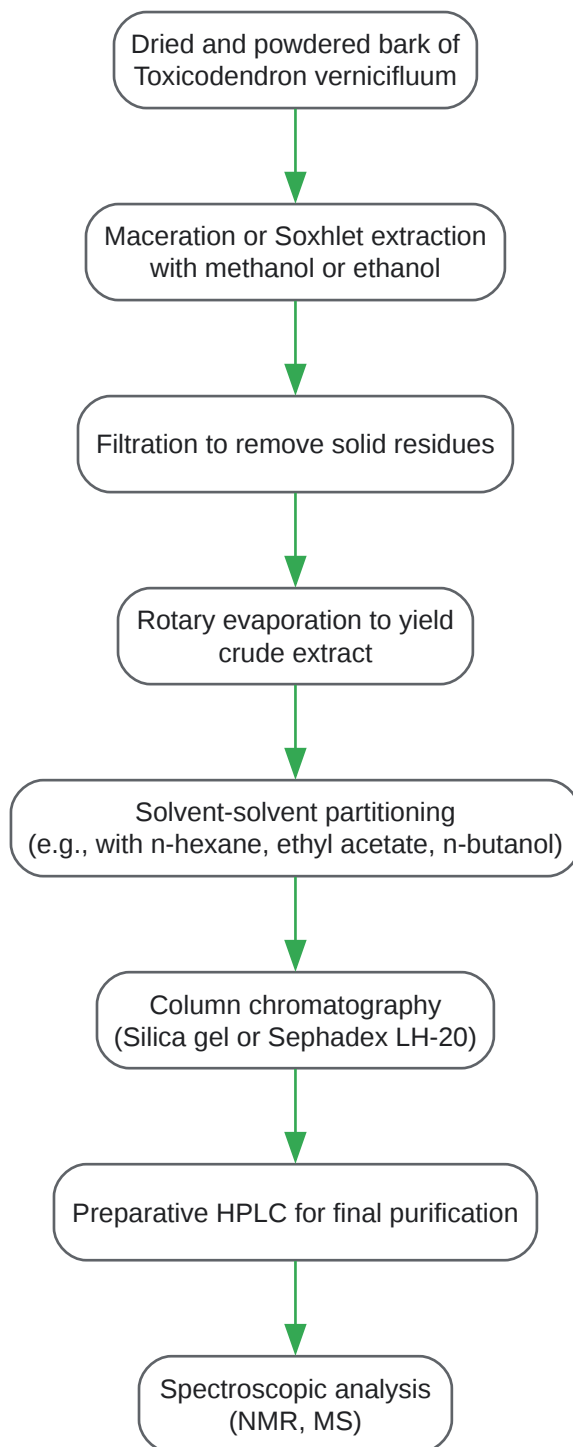 Dried and powdered bark of
Toxicodendron vernicifluum
Maceration or Soxhlet extraction
with methanol or ethanol
Filtration to remove solid residues
Rotary evaporation to yield
crude extract
Solvent-solvent partitioning
(e.g., with n-hexane, ethyl acetate, n-butanol)
Column chromatography
(Silica gel or Sephadex LH-20)
Preparative HPLC for final purification
Spectroscopic analysis
(NMR, MS)